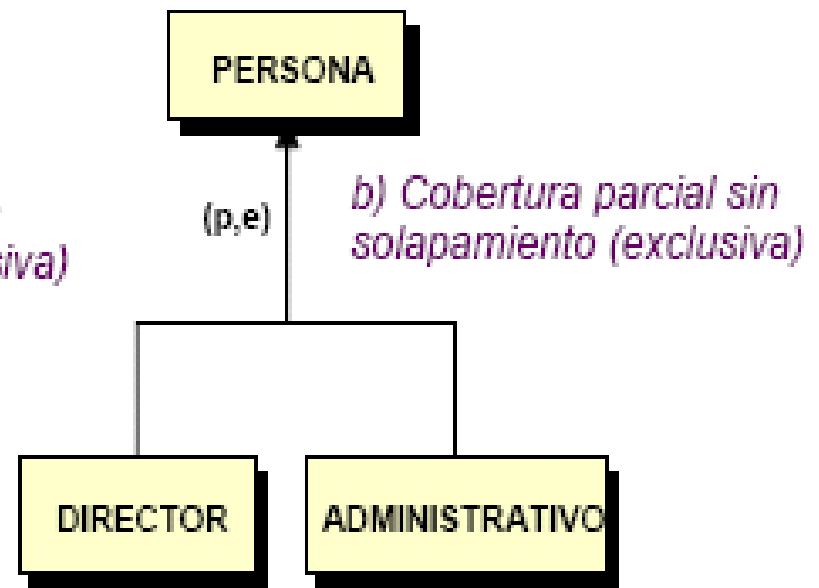 PERSONA
(p,e)
b) Cobertura parcial sin
solapamiento (exclusiva)
DIRECTOR
ADMINISTRATIVO